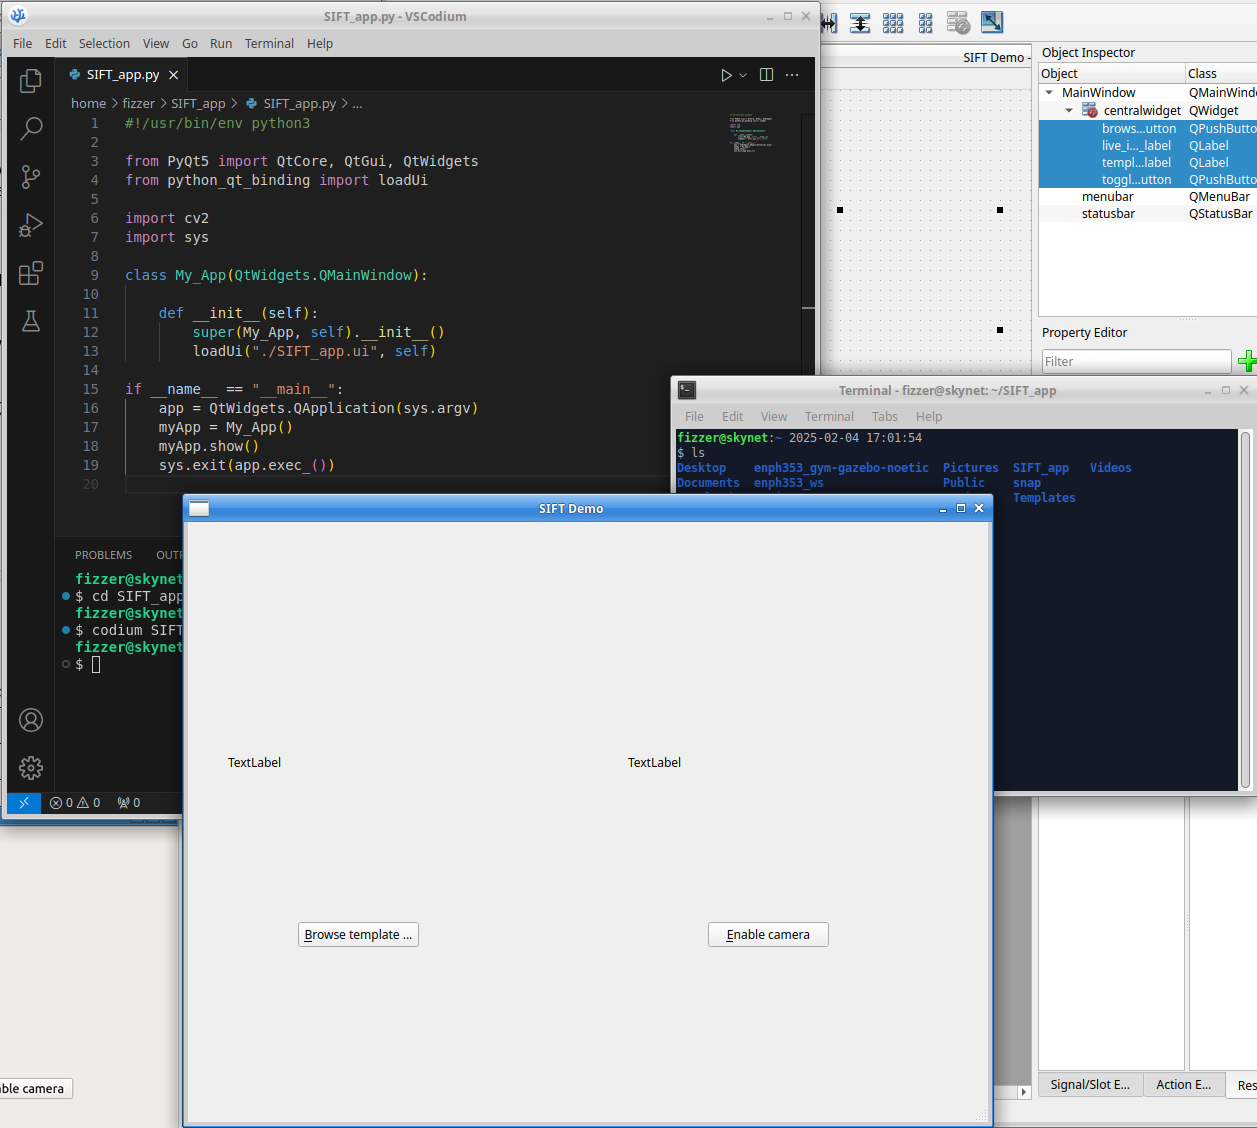 SIFT_app.py - VSCodium
File Edit Selection View Go Run Terminal Help
SIFT_app.py
home > fizzer > SIFT_app > SIFT_app.py > ...
1 #!/usr/bin/env python3
2
3 from PyQt5 import QtCore, QtGui, QtWidgets
4 from python_qt_binding import loadUi
5
6 import cv2
7 import sys
8
9 class My_App(QtWidgets.QMainWindow):
10
11 def __init__(self):
12 super(My_App, self).__init__()
13 loadUi("./SIFT_app.ui", self)
14
15 if __name__ == "__main__":
16 app = QtWidgets.QApplication(sys.argv)
17 myApp = My_App()
18 myApp.show()
19 sys.exit(app.exec_())
20
PROBLEMS OUTP
fizzer@skynet
$ cd SIFT_app
fizzer@skynet
$ codium SIFT
fizzer@skynet
$
0 0 0
SIFT Demo -
Object Inspector
Object Class
MainWindow QMainWindo
centralwidget QWidget
brows...utton QPushButto
live_i..._label QLabel
templ...label QLabel
toggl...utton QPushButto
menubar QMenuBar
statusbar QStatusBar
Property Editor
Filter
Terminal - fizzer@skynet: ~/SIFT_app
File Edit View Terminal Tabs Help
fizzer@skynet:~ 2025-02-04 17:01:54
$ ls
Desktop enph353_gym-gazebo-noetic Pictures SIFT_app Videos
Documents enph353_ws Public snap
Templates
SIFT Demo
TextLabel TextLabel
Browse template ... Enable camera
ble camera
Signal/Slot E... Action E... Res